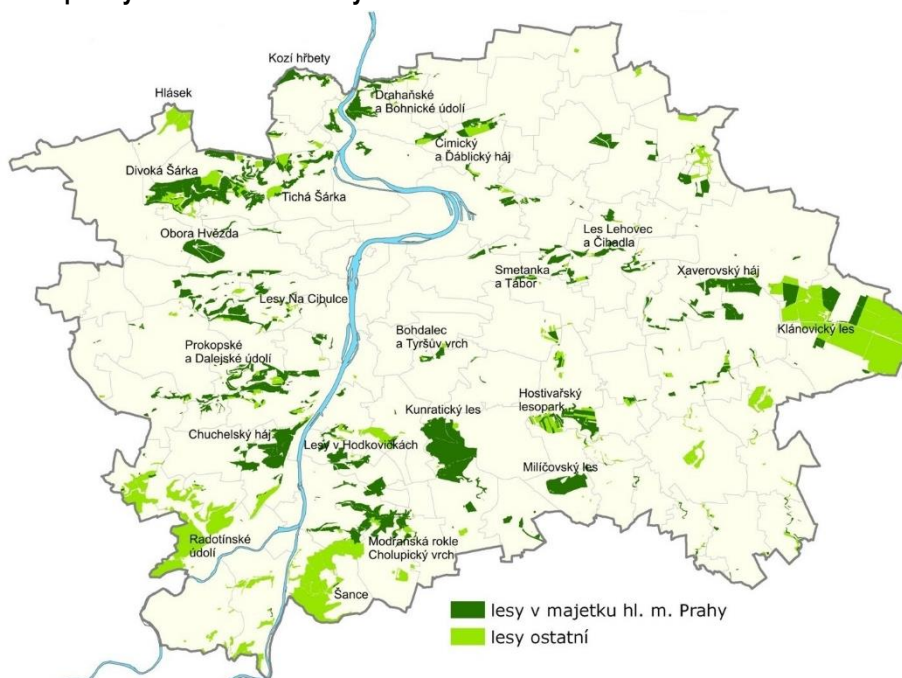 Kozí hřbety
Hlásek
Drahaňské
a Bohnické údolí
Čimický
a Ďáblický háj
Divoká Šárka
Tichá Šárka
Obora Hvězda
Les Lehovec
a Čihadla
Smetanka
a Tábor
Xaverovský háj
Lesy Na Cibulce
Klánovický les
Bohdalec
a Tyršův vrch
Prokopské
a Dalejské údolí
Hostivařský
lesopark
Kunratický les
Chuchelský háj
Lesy v Hodkovičkách
Milíčovský les
Radotínské
údolí
Modřanská rokle
Cholupický vrch
Šance
lesy v majetku hl. m. Prahy
lesy ostatní